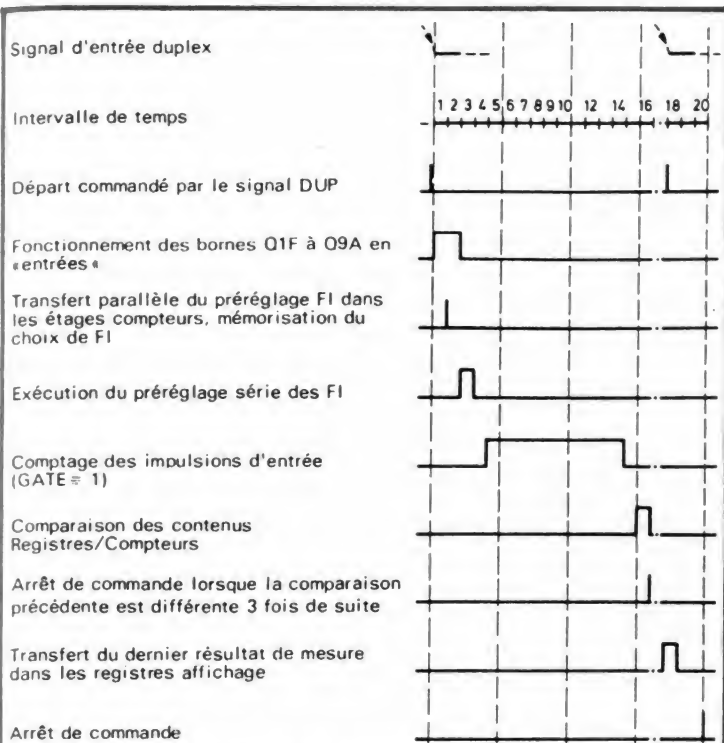 Signal d'entrée duplex
Intervalle de temps
1 2 3 4 5 6 7 8 9 10 12 14 16 18 20
Départ commandé par le signal DUP
Fonctionnement des bornes Q1F à Q9A en
«entrées«
Transfert parallèle du préréglage FI dans
les étages compteurs, mémorisation du
choix de FI
Exécution du préréglage série des FI
Comptage des impulsions d'entrée
(GATE = 1)
Comparaison des contenus
Registres/Compteurs
Arrêt de commande lorsque la comparaison
précédente est différente 3 fois de suite
Transfert du dernier résultat de mesure
dans les registres affichage
Arrêt de commande